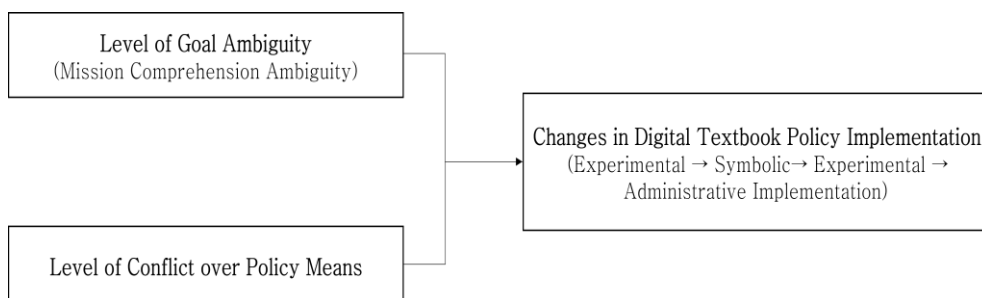 Level of Goal Ambiguity
(Mission Comprehension Ambiguity)
Changes in Digital Textbook Policy Implementation
(Experimental → Symbolic→ Experimental →
Administrative Implementation)
Level of Conflict over Policy Means